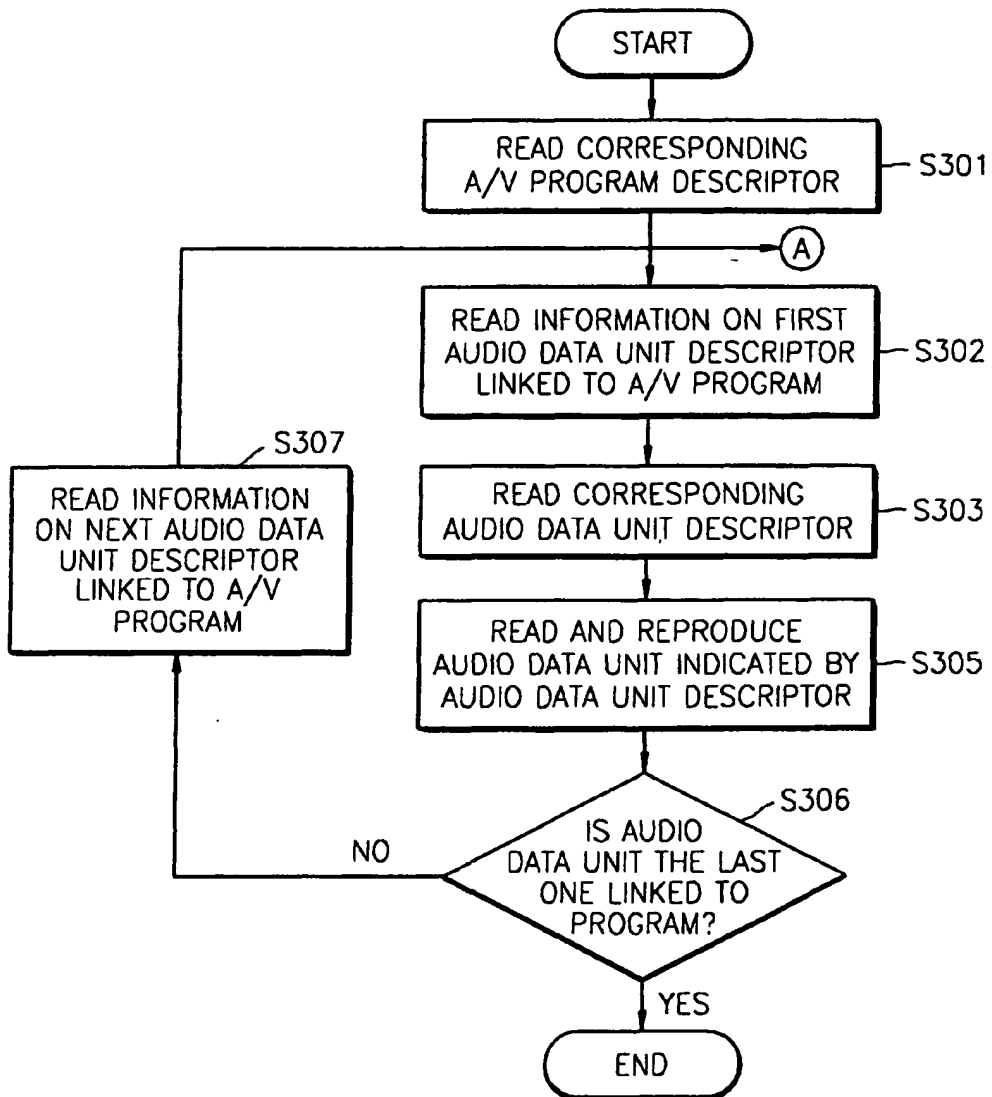 START
READ CORRESPONDING
A/V PROGRAM DESCRIPTOR
S301
A
READ INFORMATION ON FIRST
AUDIO DATA UNIT DESCRIPTOR
LINKED TO A/V PROGRAM
S302
S307
READ INFORMATION
ON NEXT AUDIO DATA
UNIT DESCRIPTOR
LINKED TO A/V
PROGRAM
READ CORRESPONDING
AUDIO DATA UNIT DESCRIPTOR
S303
READ AND REPRODUCE
AUDIO DATA UNIT INDICATED BY
AUDIO DATA UNIT DESCRIPTOR
S305
S306
IS AUDIO
DATA UNIT THE LAST
ONE LINKED TO
PROGRAM?
NO
YES
END